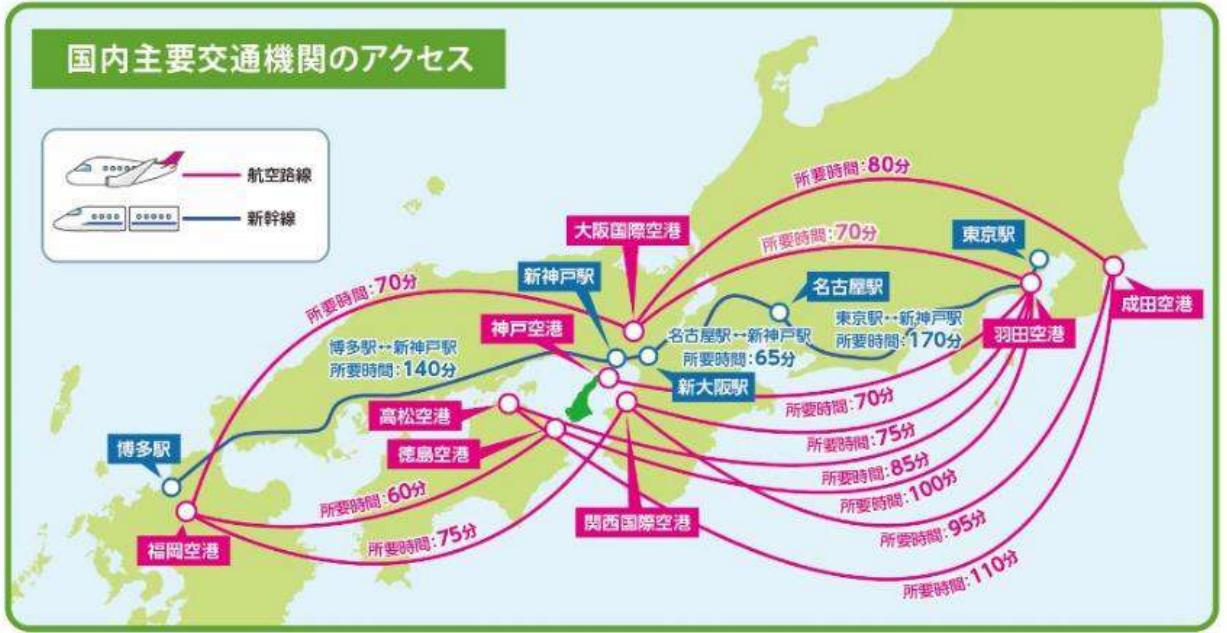 国内主要交通機関のアクセス
航空路線
新幹線
所要時間:80分
大阪国際空港
所要時間:70分
東京駅
新神戸駅
名古屋駅
成田空港
所要時間:70分
神戸空港
名古屋駅↔新神戸駅
所要時間:65分
東京駅↔新神戸駅
所要時間:170分
羽田空港
博多駅↔新神戸駅
所要時間:140分
新大阪駅
高松空港
所要時間:70分
徳島空港
所要時間:75分
博多駅
所要時間:85分
所要時間:60分
所要時間:100分
関西国際空港
福岡空港
所要時間:75分
所要時間:95分
所要時間:110分